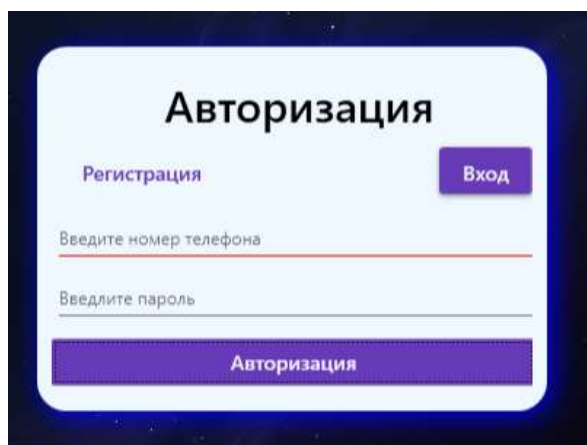 Авторизация
Регистрация Вход
Введите номер телефона
Введлите пароль
Авторизация